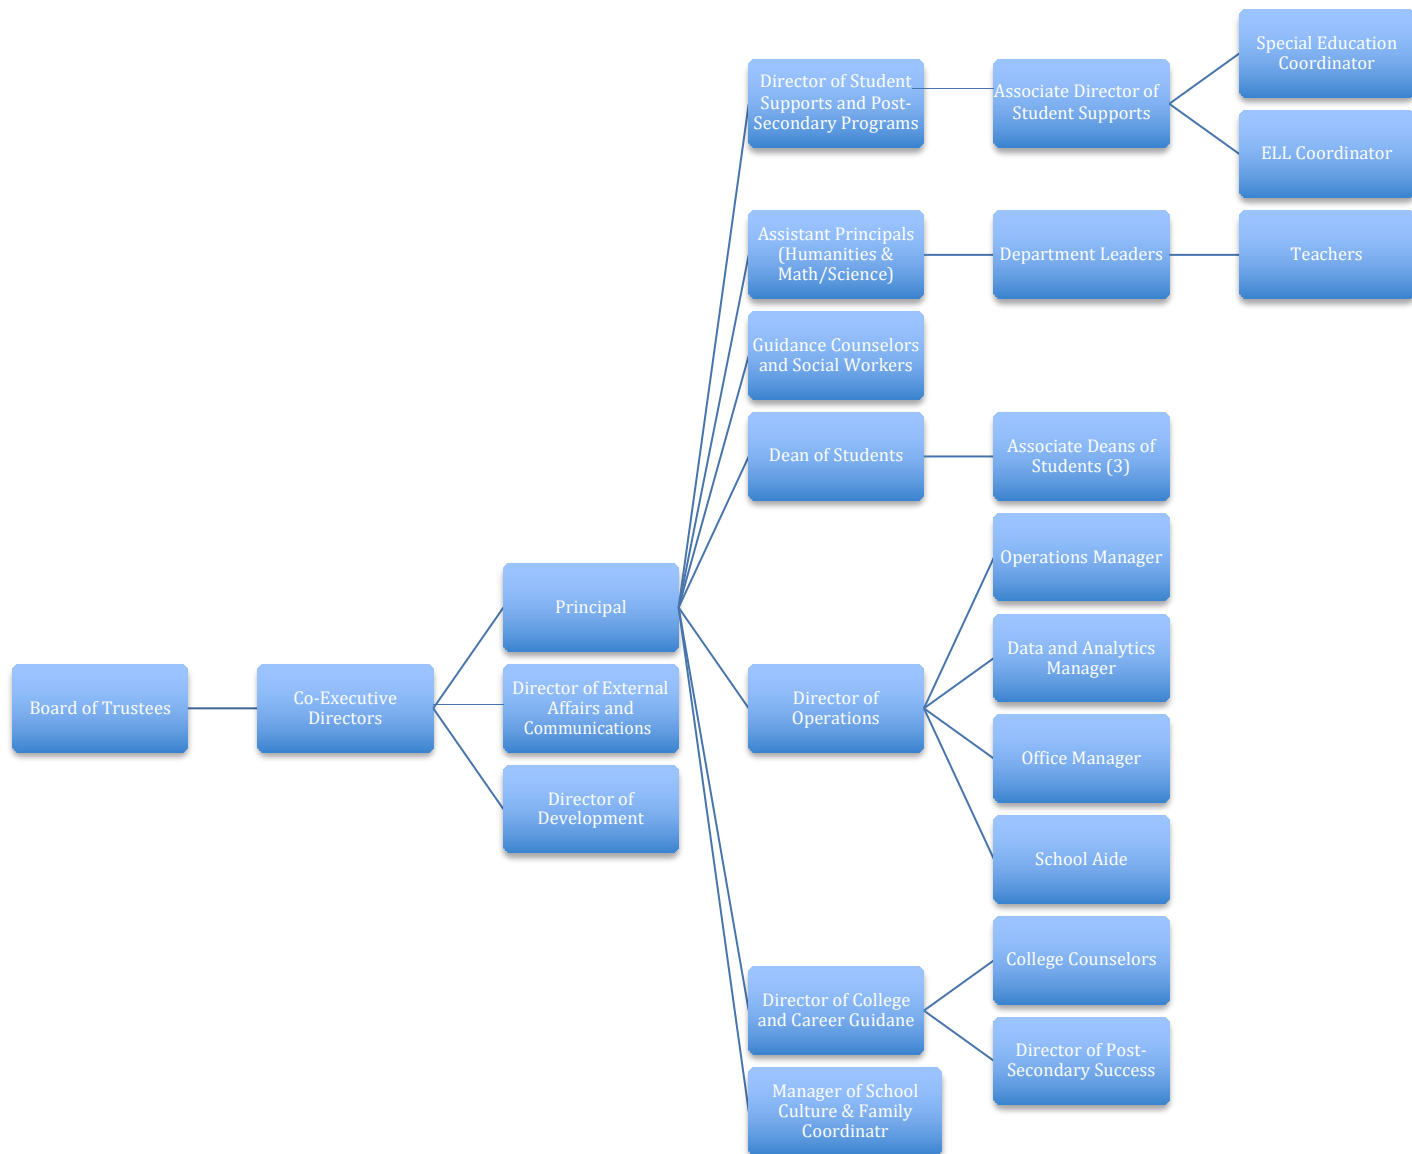 Board of Trustees
Co-Executive
Directors
Principal
Director of External
Affairs and
Communications
Director of
Development
Director of Student
Supports and Post-
Secondary Programs
Assistant Principals
(Humanities &
Math/Science)
Guidance Counselors
and Social Workers
Dean of Students
Director of
Operations
Director of College
and Career Guidane
Manager of School
Culture & Family
Coordinatr
Associate Director of
Student Supports
Department Leaders
Associate Deans of
Students (3)
Operations Manager
Data and Analytics
Manager
Office Manager
School Aide
College Counselors
Director of Post-
Secondary Success
Special Education
Coordinator
ELL Coordinator
Teachers